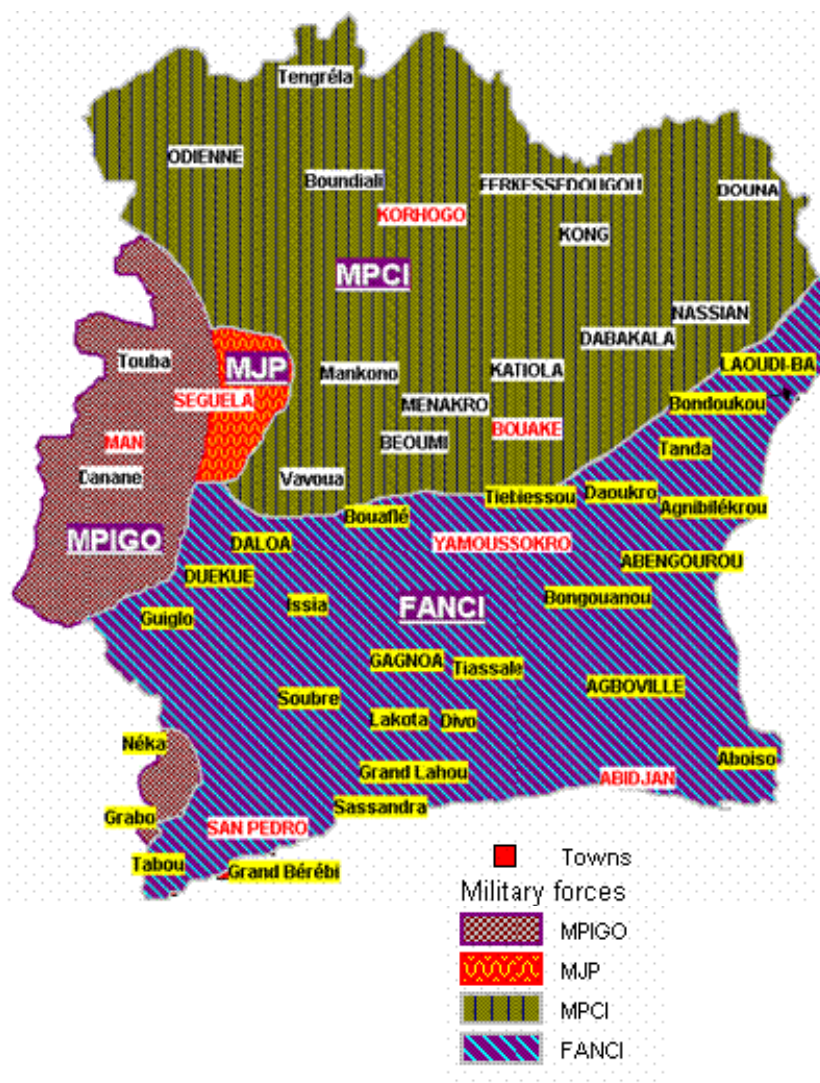 Tengréla
ODIENNE
Boundiali
FERKESSEDOUGOU
DOUNA
KORHOGO
KONG
MPCI
NASSIAN
DABAKALA
Touba
MJP
Mankono
KATIOLA
LAOUDI-BA
SEGUELA
MENAKRO
Bondoukou
MAN
BEOUMI
BOUAKE
Tanda
Danane
Vavoua
Tiebiessou
Daoukro
Agnibilékrou
Bouaflé
MPIGO
DALOA
YAMOUSSOKRO
ABENGOUROU
DUEKUE
Issia
FANCI
Bongouanou
Guiglo
GAGNOA
Tiassale
AGBOVILLE
Soubre
Lakota
Divo
Néka
Aboiso
Grand Lahou
ABIDJAN
Sassandra
Grabo
SAN PEDRO
Tabou
Grand Bérébi
Towns
Military forces
MPIGO
MJP
MPCI
FANCI